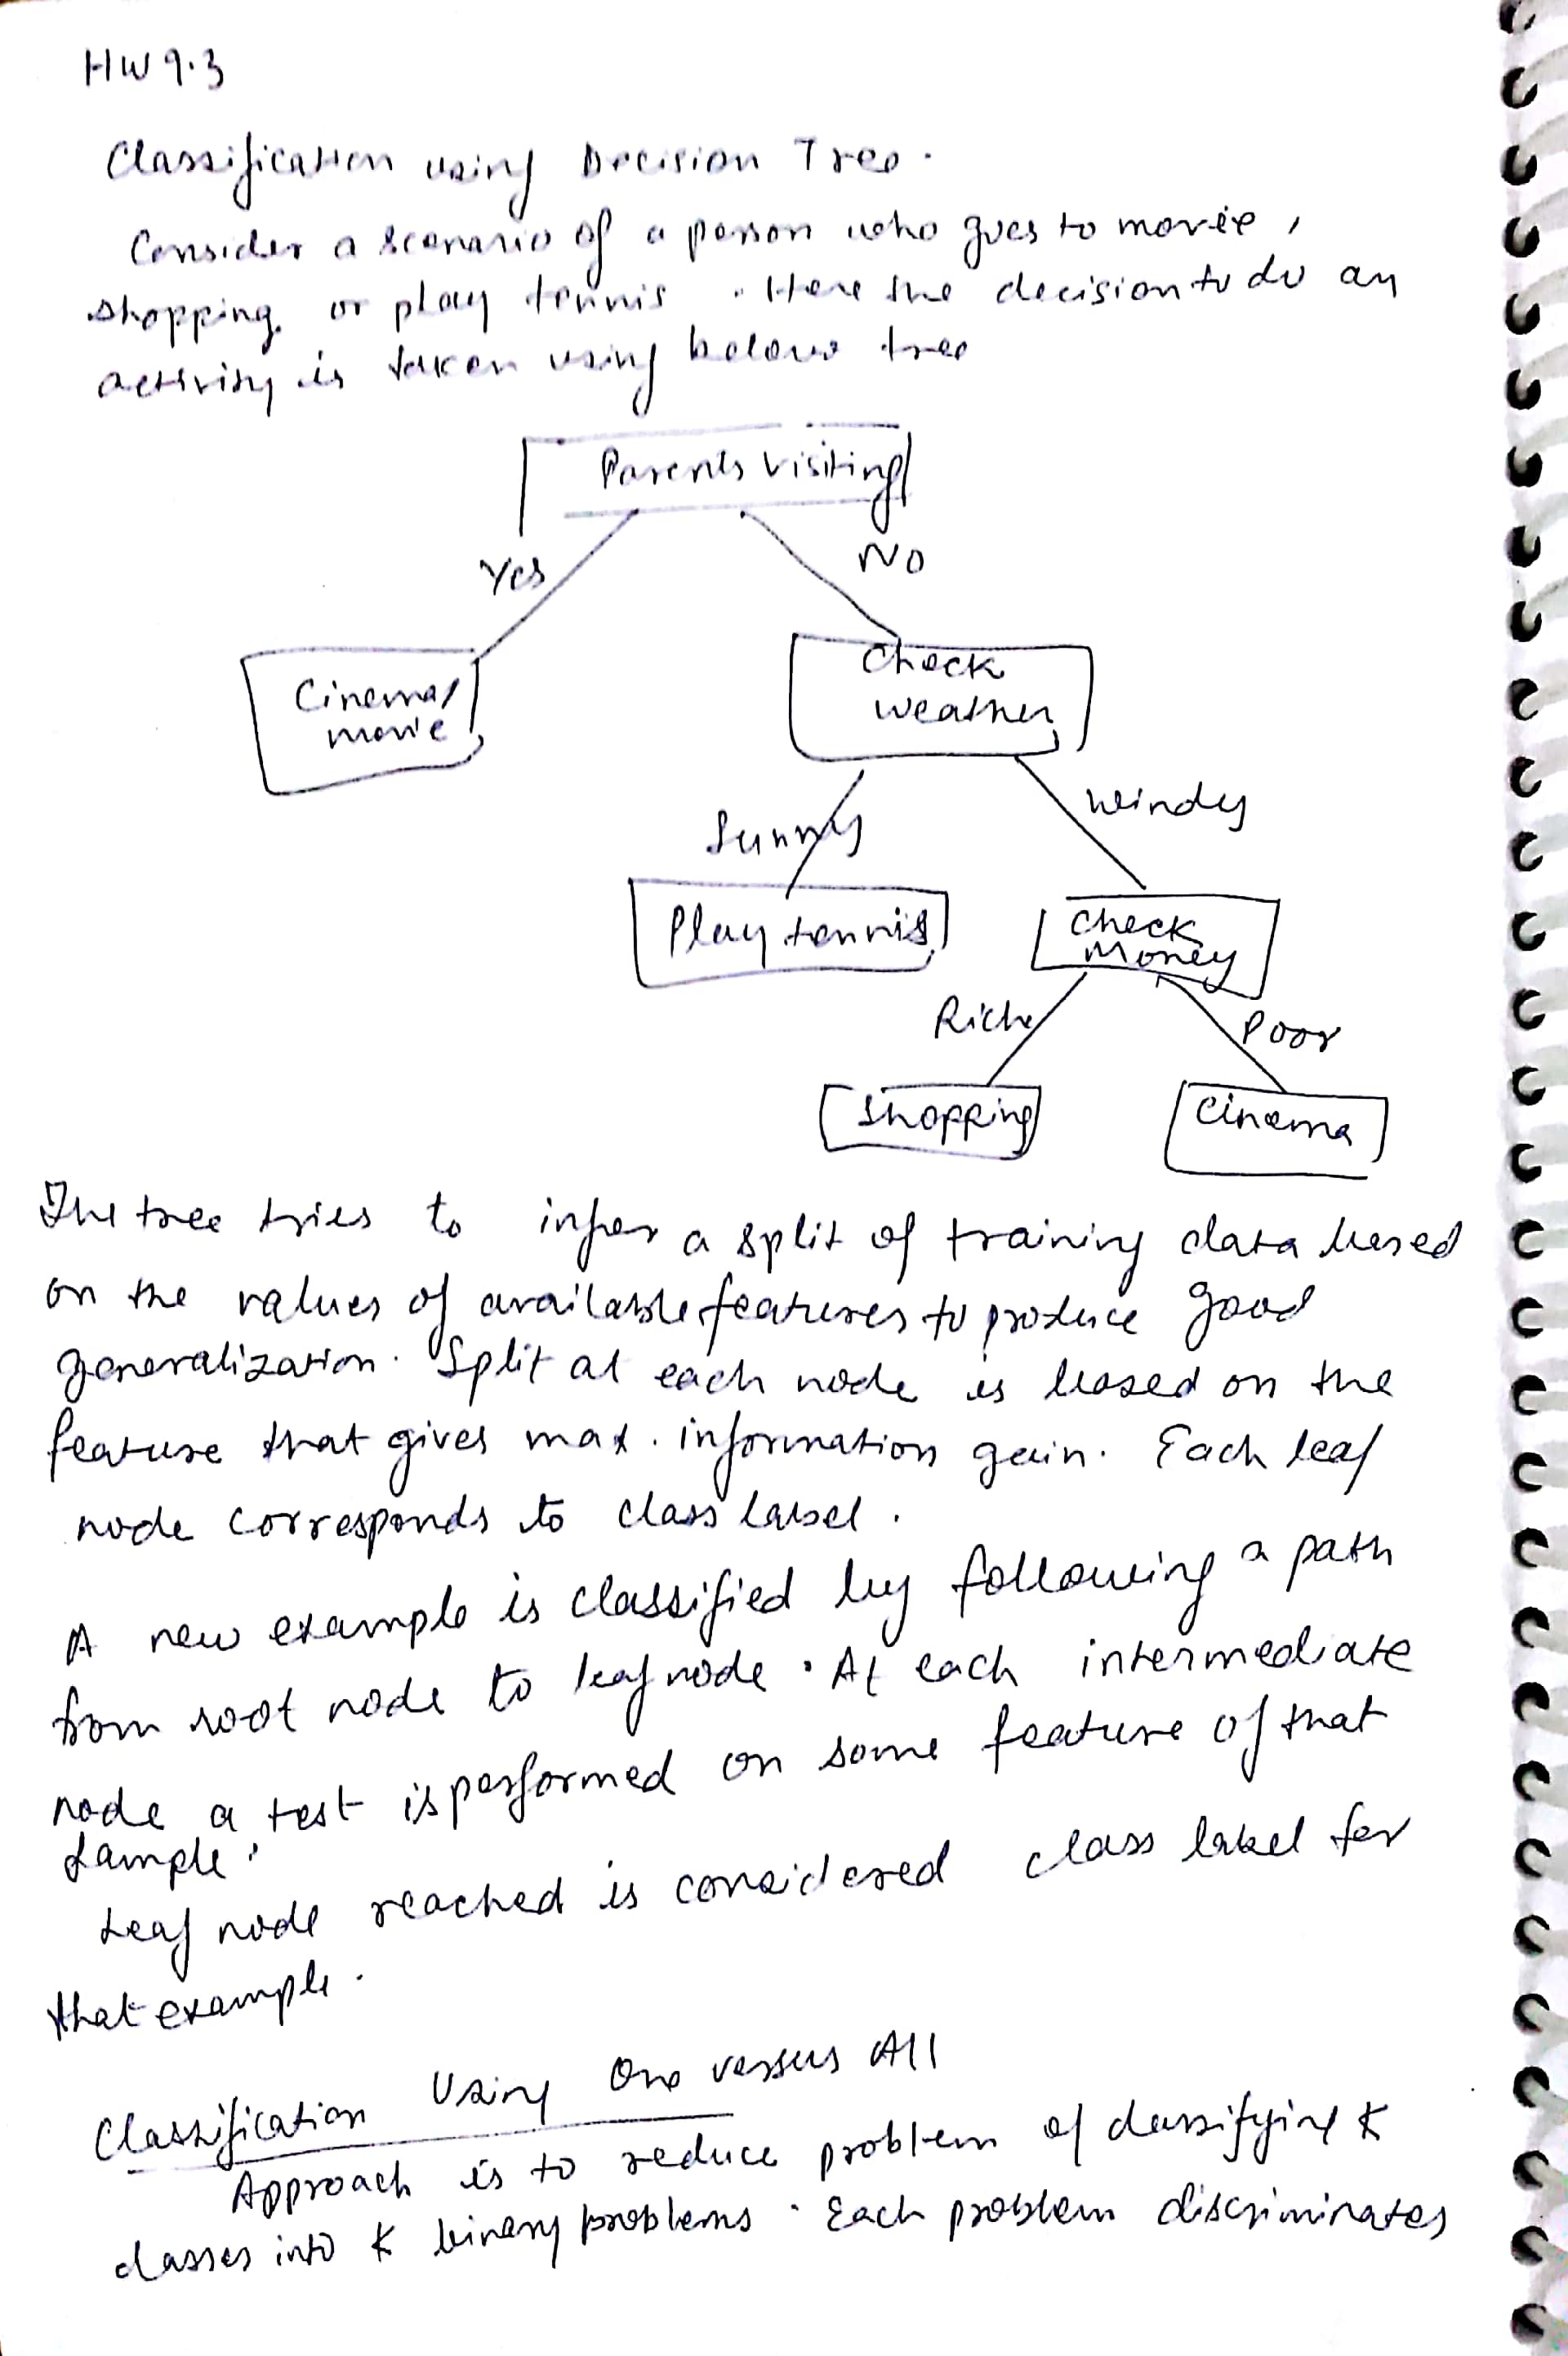 HW 9.3
Classification using Decision Tree.
Consider a scenario of a person who goes to movie,
shopping or play tennis. Here the decision to do an
activity is taken using below tree
Parents Visiting
Yes
No
Cinema/
movie
Check
weather
Sunny
Windy
Play tennis
Check
Money
Rich
Poor
Shopping
Cinema
The tree tries to infer a split of training data based
on the values of available features to produce good
generalization. Split at each node is based on the
feature that gives max. information gain. Each leaf
node corresponds to class label.
A new example is classified by following a path
from root node to leaf node. At each intermediate
node a test is performed on some feature of that
sample.
Leaf node reached is considered class label for
that example.
Classification Using One versus All
Approach is to reduce problem of classifying K
classes into K binary problems. Each problem discriminates